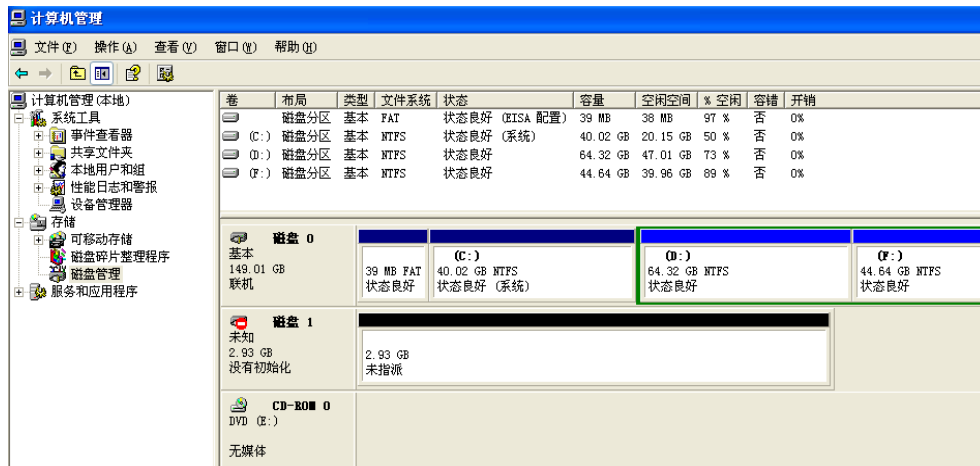 计算机管理
文件(F) 操作(A) 查看(V) 窗口(W) 帮助(H)
计算机管理(本地)
系统工具
事件查看器
共享文件夹
本地用户和组
性能日志和警报
设备管理器
存储
可移动存储
磁盘碎片整理程序
磁盘管理
服务和应用程序
卷 布局 类型 文件系统 状态 容量 空闲空间 % 空闲 容错 开销
磁盘分区 基本 FAT 状态良好 (EISA 配置) 39 MB 38 MB 97 % 否 0%
(C:) 磁盘分区 基本 NTFS 状态良好 (系统) 40.02 GB 20.15 GB 50 % 否 0%
(D:) 磁盘分区 基本 NTFS 状态良好 64.32 GB 47.01 GB 73 % 否 0%
(F:) 磁盘分区 基本 NTFS 状态良好 44.64 GB 39.96 GB 89 % 否 0%
磁盘 0
基本
149.01 GB
联机
39 MB FAT
状态良好
(C:)
40.02 GB NTFS
状态良好 (系统)
(D:)
64.32 GB NTFS
状态良好
(F:)
44.64 GB NTFS
状态良好
磁盘 1
未知
2.93 GB
没有初始化
2.93 GB
未指派
CD-ROM 0
DVD (E:)
无媒体